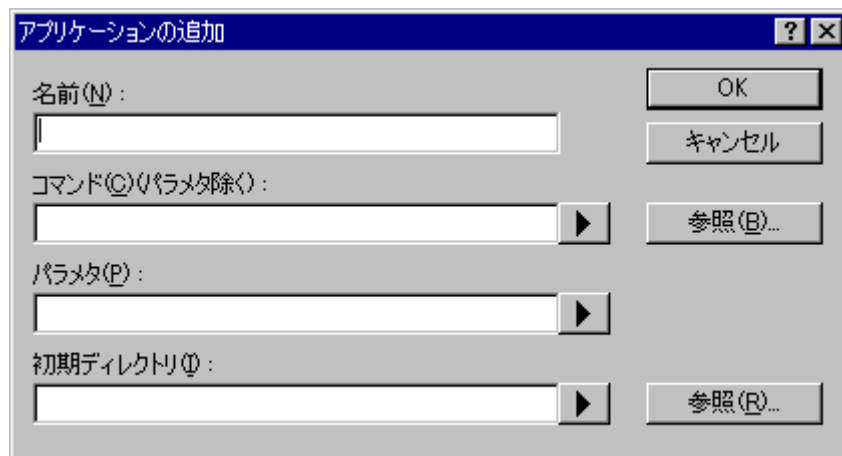 アプリケーションの追加
名前(N) :
OK
キャンセル
コマンド(C)(パラメタ除く) :
参照(B)...
パラメタ(P) :
初期ディレクトリ(I) :
参照(R)...